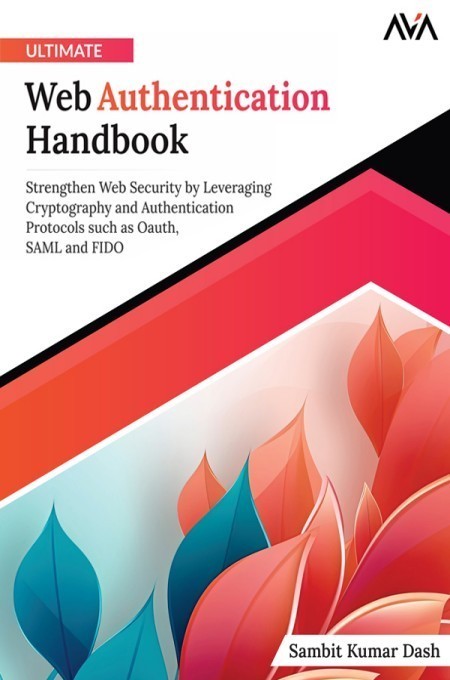 AVA
ULTIMATE
Web Authentication
Handbook
Strengthen Web Security by Leveraging
Cryptography and Authentication
Protocols such as Oauth,
SAML and FIDO
Sambit Kumar Dash